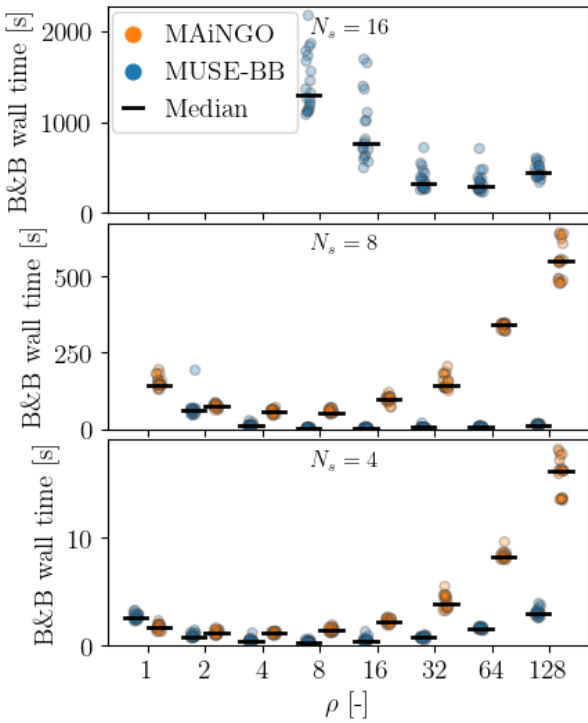 B&B wall time [s]
2000
1000
0
MAiNGO
MUSE-BB
Median
N_s = 16
B&B wall time [s]
500
250
0
N_s = 8
B&B wall time [s]
10
0
N_s = 4
1 2 4 8 16 32 64 128
ρ [-]